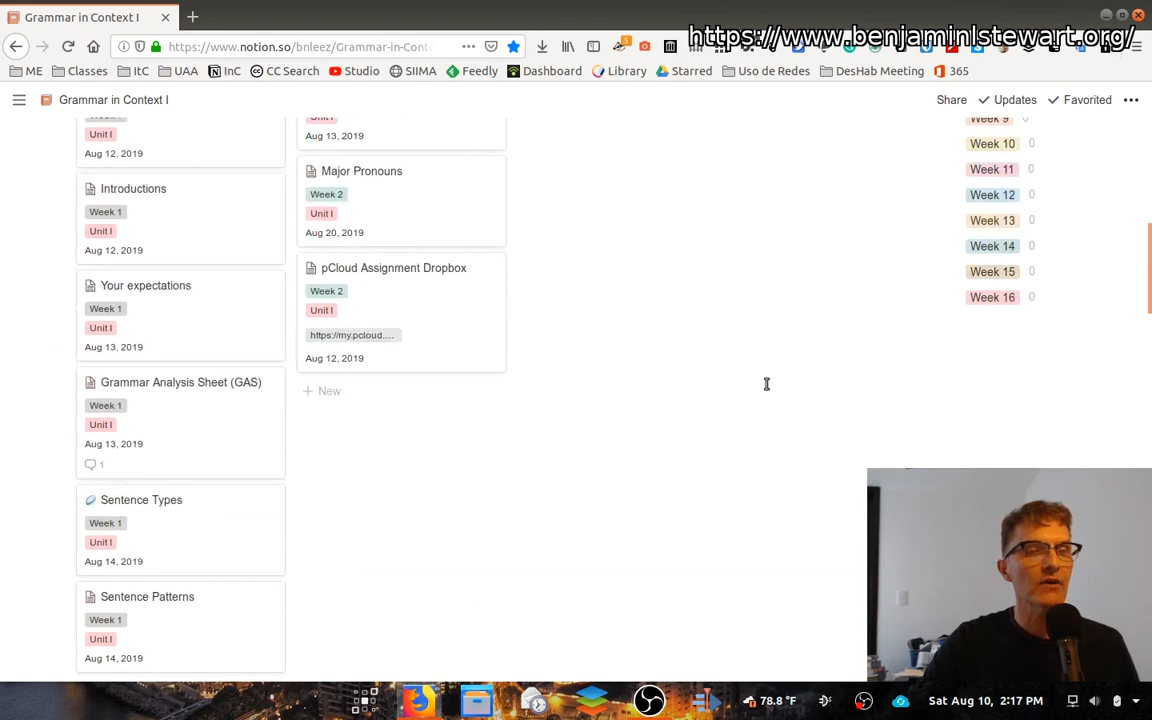 Grammar in Context I
https://www.benjaminlstewart.org/
https://www.notion.so/bnleez/Grammar-in-Conte
ME Classes ItC UAA InC CC Search Studio SIIMA Feedly Dashboard Library Starred Uso de Redes DesHab Meeting 365
Grammar in Context I
Share Updates Favorited
Unit I
Aug 12, 2019
Introductions
Week 1
Unit I
Aug 12, 2019
Your expectations
Week 1
Unit I
Aug 13, 2019
Grammar Analysis Sheet (GAS)
Week 1
Unit I
Aug 13, 2019
1
Sentence Types
Week 1
Unit I
Aug 14, 2019
Sentence Patterns
Week 1
Unit I
Aug 14, 2019
Unit I
Aug 13, 2019
Major Pronouns
Week 2
Unit I
Aug 20, 2019
pCloud Assignment Dropbox
Week 2
Unit I
https://my.pcloud....
Aug 12, 2019
+ New
Week 9 0
Week 10 0
Week 11 0
Week 12 0
Week 13 0
Week 14 0
Week 15 0
Week 16 0
78.8 °F
Sat Aug 10, 2:17 PM